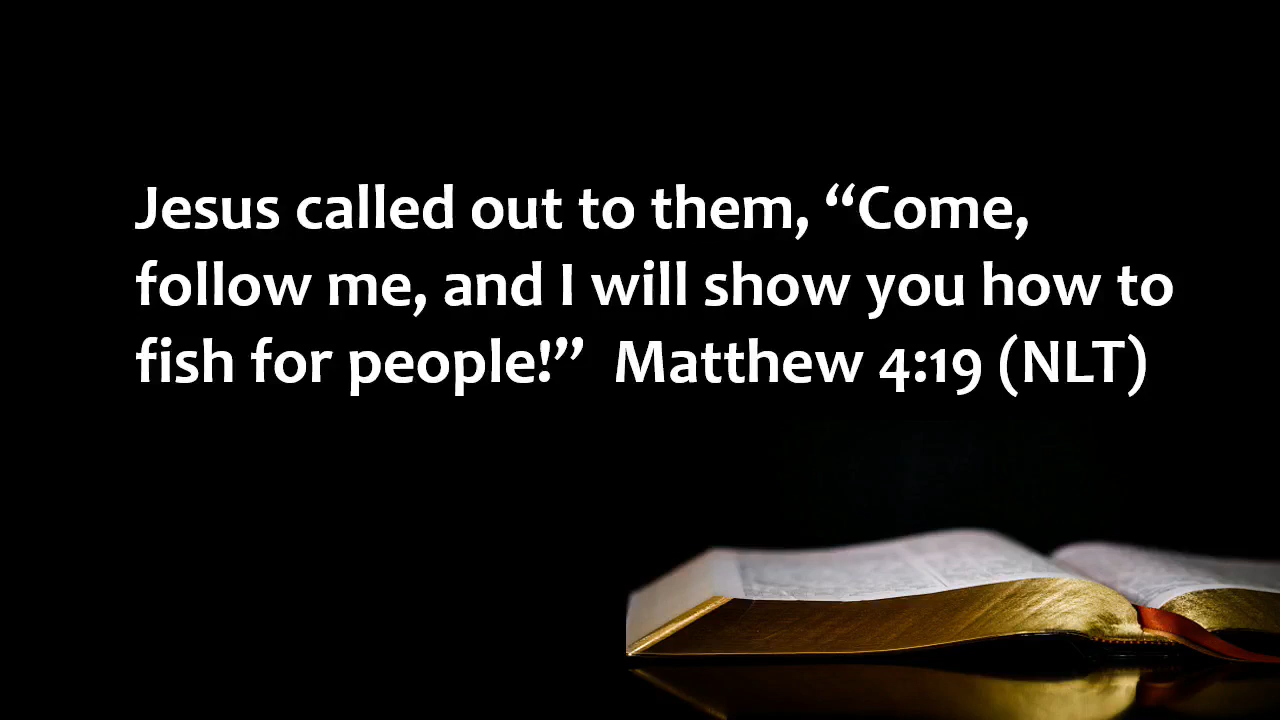 Jesus called out to them, “Come,
follow me, and I will show you how to
fish for people!”  Matthew 4:19 (NLT)